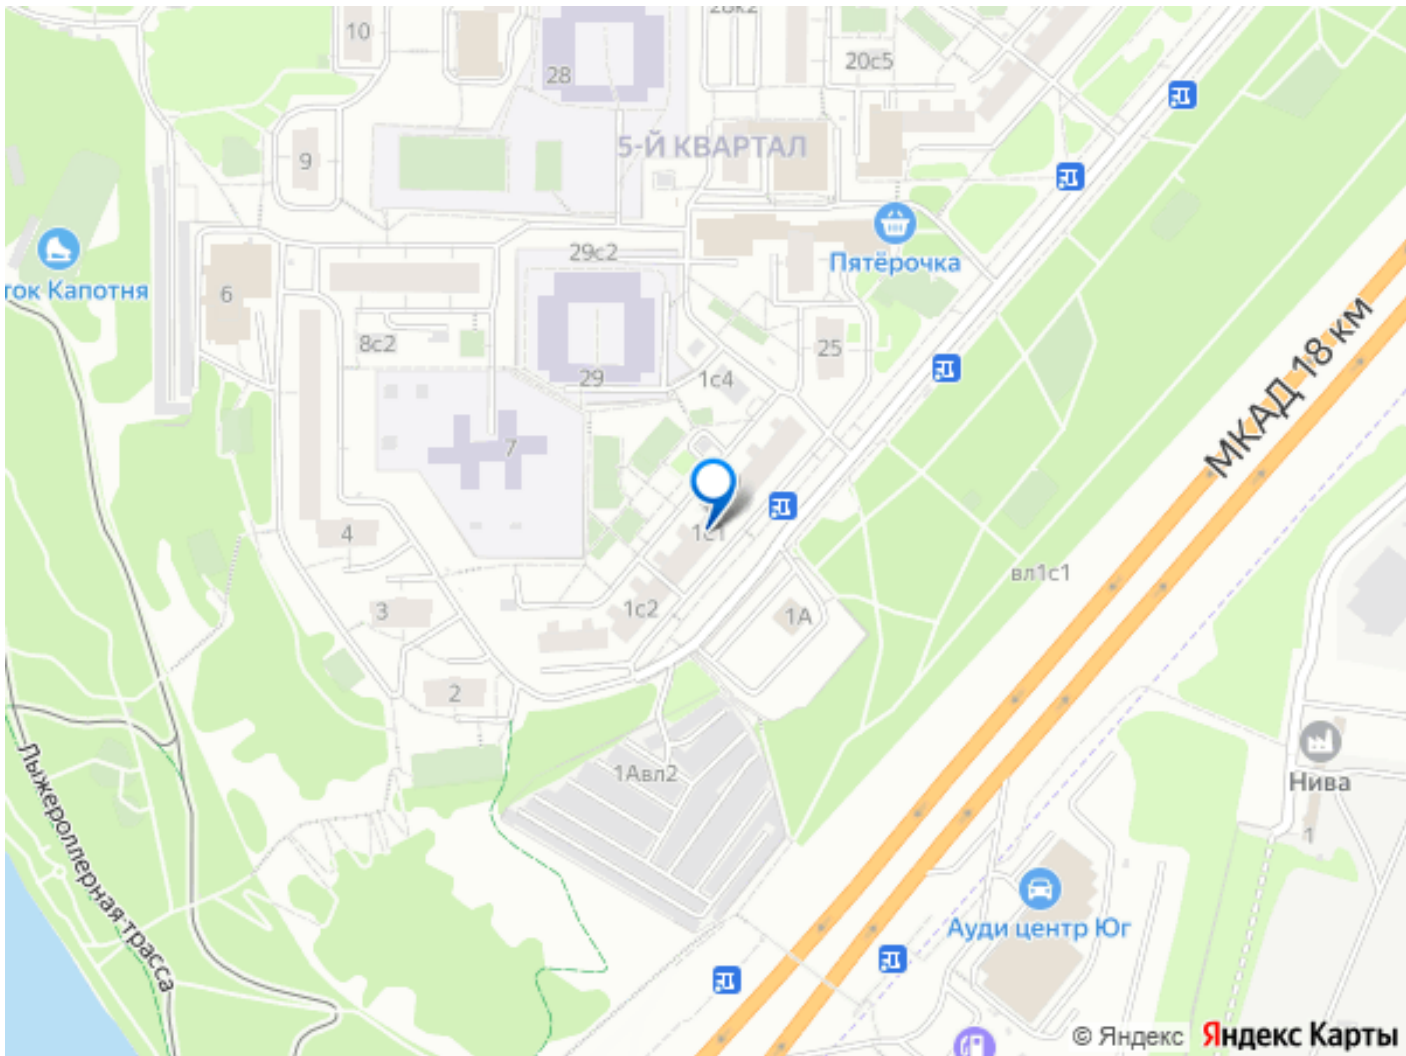 28к2
10
20с5
28
5-Й КВАРТАЛ
9
29с2
Пятёрочка
ток Капотня
6
МКАД 18 км
8с2
25
29
1с4
7
1с1
4
вл1с1
3
1с2
1А
2
Нива
1Авл2
Лыжероллерная трасса
1
Ауди центр Юг
© Яндекс
Яндекс Карты